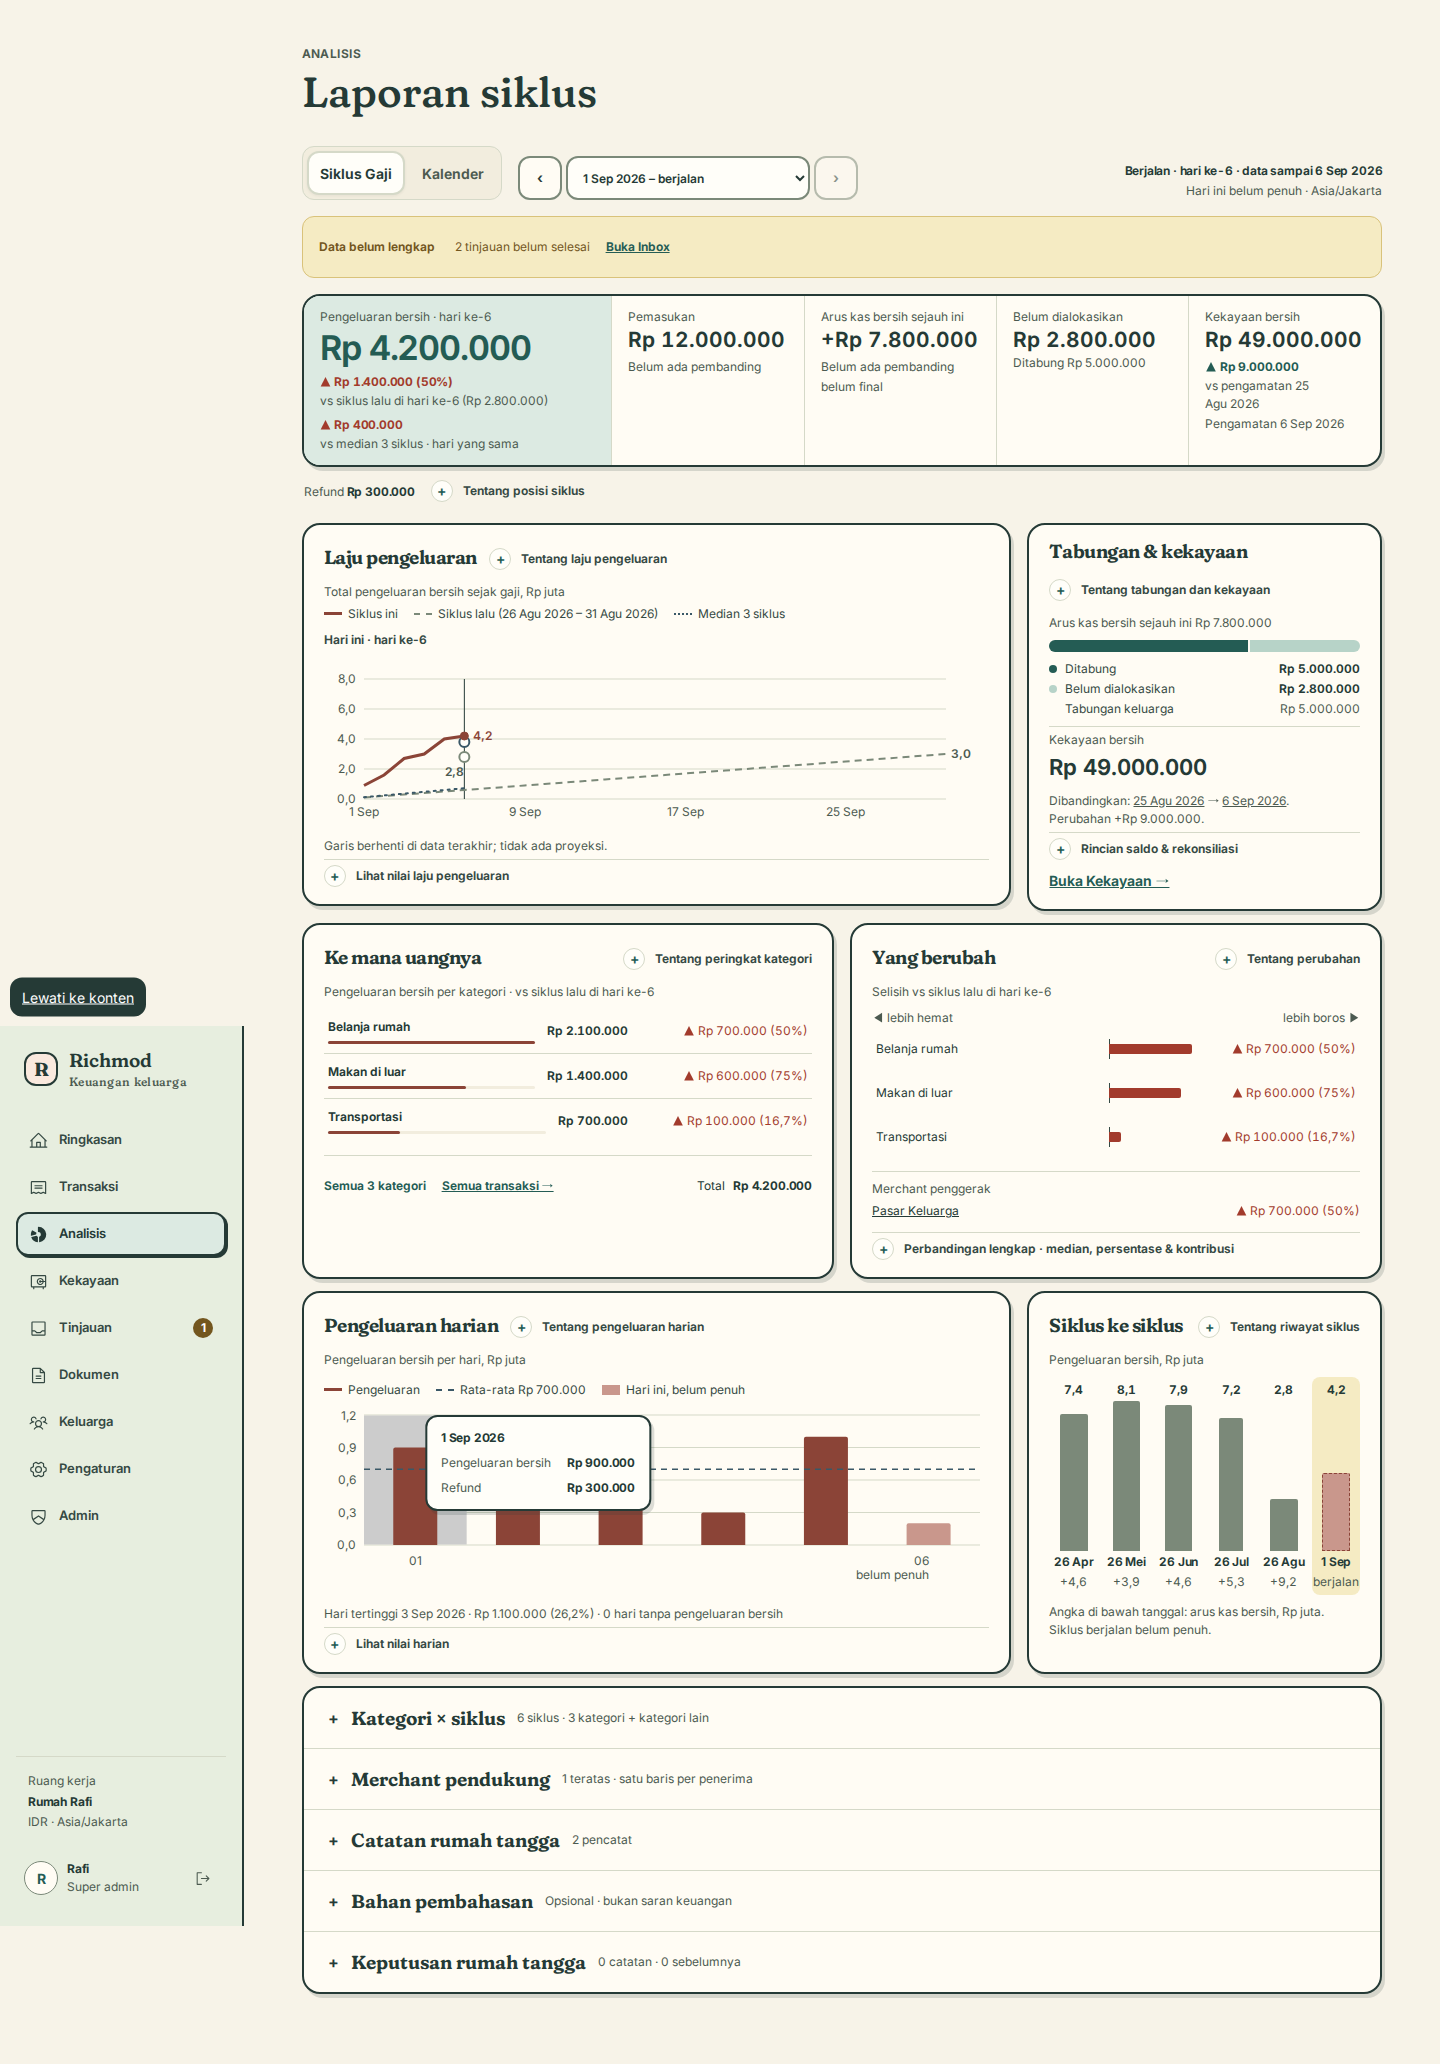 ANALISIS
Laporan siklus
Siklus Gaji
Kalender
‹
1 Sep 2026 – berjalan
›
Berjalan · hari ke-6 · data sampai 6 Sep 2026
Hari ini belum penuh · Asia/Jakarta
Data belum lengkap 2 tinjauan belum selesai Buka Inbox
Pengeluaran bersih · hari ke-6
Rp 4.200.000
▲ Rp 1.400.000 (50%)
vs siklus lalu di hari ke-6 (Rp 2.800.000)
▲ Rp 400.000
vs median 3 siklus · hari yang sama
Pemasukan
Rp 12.000.000
Belum ada pembanding
Arus kas bersih sejauh ini
+Rp 7.800.000
Belum ada pembanding
belum final
Belum dialokasikan
Rp 2.800.000
Ditabung Rp 5.000.000
Kekayaan bersih
Rp 49.000.000
▲ Rp 9.000.000
vs pengamatan 25
Agu 2026
Pengamatan 6 Sep 2026
Refund Rp 300.000
+ Tentang posisi siklus
Laju pengeluaran
+ Tentang laju pengeluaran
Total pengeluaran bersih sejak gaji, Rp juta
Siklus ini
Siklus lalu (26 Agu 2026 – 31 Agu 2026)
Median 3 siklus
Hari ini · hari ke-6
8,0
6,0
4,0
2,0
0,0
4,2
2,8
3,0
1 Sep
9 Sep
17 Sep
25 Sep
Garis berhenti di data terakhir; tidak ada proyeksi.
+ Lihat nilai laju pengeluaran
Tabungan & kekayaan
+ Tentang tabungan dan kekayaan
Arus kas bersih sejauh ini Rp 7.800.000
Ditabung Rp 5.000.000
Belum dialokasikan Rp 2.800.000
Tabungan keluarga Rp 5.000.000
Kekayaan bersih
Rp 49.000.000
Dibandingkan: 25 Agu 2026 → 6 Sep 2026.
Perubahan +Rp 9.000.000.
+ Rincian saldo & rekonsiliasi
Buka Kekayaan →
Ke mana uangnya
+ Tentang peringkat kategori
Pengeluaran bersih per kategori · vs siklus lalu di hari ke-6
Belanja rumah Rp 2.100.000 ▲ Rp 700.000 (50%)
Makan di luar Rp 1.400.000 ▲ Rp 600.000 (75%)
Transportasi Rp 700.000 ▲ Rp 100.000 (16,7%)
Semua 3 kategori Semua transaksi → Total Rp 4.200.000
Yang berubah
+ Tentang perubahan
Selisih vs siklus lalu di hari ke-6
◀ lebih hemat lebih boros ▶
Belanja rumah ▲ Rp 700.000 (50%)
Makan di luar ▲ Rp 600.000 (75%)
Transportasi ▲ Rp 100.000 (16,7%)
Merchant penggerak
Pasar Keluarga ▲ Rp 700.000 (50%)
+ Perbandingan lengkap · median, persentase & kontribusi
Lewati ke konten
R
Richmod
Keuangan keluarga
Ringkasan
Transaksi
Analisis
Kekayaan
Tinjauan 1
Dokumen
Keluarga
Pengaturan
Admin
Ruang kerja
Rumah Rafi
IDR · Asia/Jakarta
R
Rafi
Super admin
Pengeluaran harian
+ Tentang pengeluaran harian
Pengeluaran bersih per hari, Rp juta
Pengeluaran
Rata-rata Rp 700.000
Hari ini, belum penuh
1,2
0,9
0,6
0,3
0,0
1 Sep 2026
Pengeluaran bersih Rp 900.000
Refund Rp 300.000
01
06
belum penuh
Hari tertinggi 3 Sep 2026 · Rp 1.100.000 (26,2%) · 0 hari tanpa pengeluaran bersih
+ Lihat nilai harian
Siklus ke siklus
+ Tentang riwayat siklus
Pengeluaran bersih, Rp juta
7,4 8,1 7,9 7,2 2,8 4,2
26 Apr 26 Mei 26 Jun 26 Jul 26 Agu 1 Sep
+4,6 +3,9 +4,6 +5,3 +9,2 berjalan
Angka di bawah tanggal: arus kas bersih, Rp juta.
Siklus berjalan belum penuh.
+ Kategori × siklus 6 siklus · 3 kategori + kategori lain
+ Merchant pendukung 1 teratas · satu baris per penerima
+ Catatan rumah tangga 2 pencatat
+ Bahan pembahasan Opsional · bukan saran keuangan
+ Keputusan rumah tangga 0 catatan · 0 sebelumnya